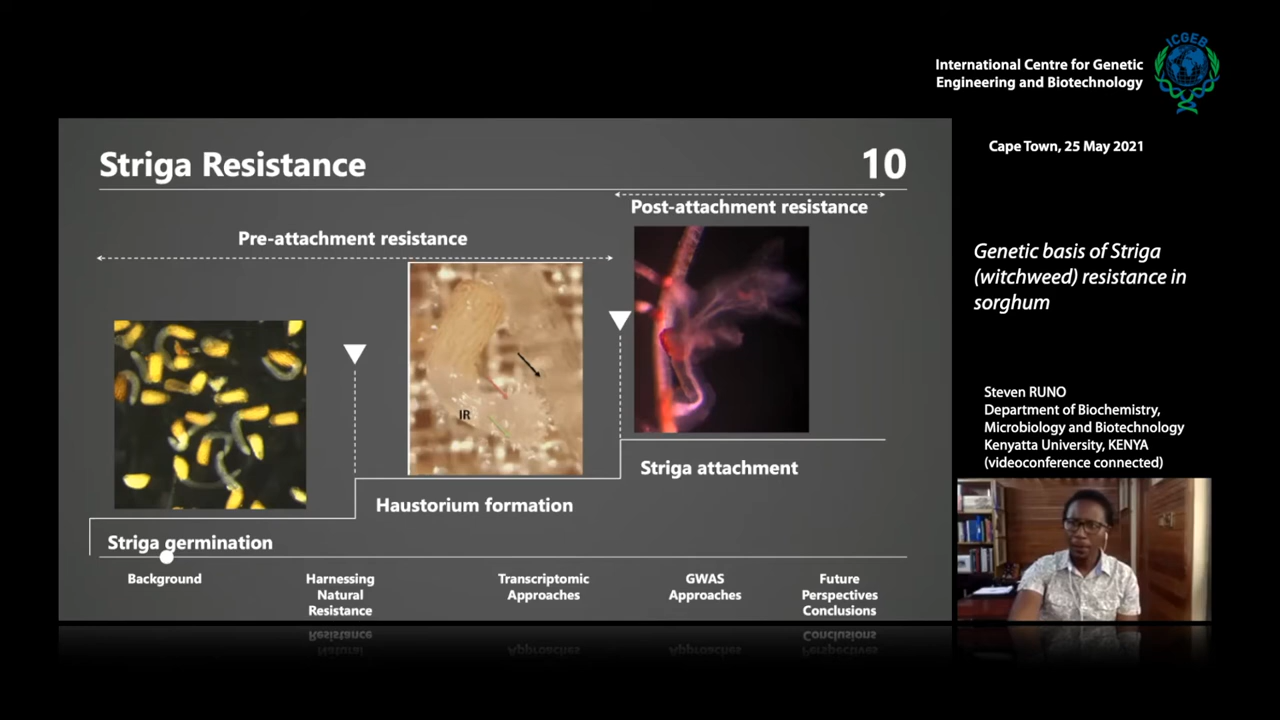 ICGEB
International Centre for Genetic
Engineering and Biotechnology
Cape Town, 25 May 2021
Striga Resistance
10
Post-attachment resistance
Pre-attachment resistance
IR
Striga attachment
Haustorium formation
Striga germination
Background
Harnessing
Natural
Resistance
Transcriptomic
Approaches
GWAS
Approaches
Future
Perspectives
Conclusions
Genetic basis of Striga
(witchweed) resistance in
sorghum
Steven RUNO
Department of Biochemistry,
Microbiology and Biotechnology
Kenyatta University, KENYA
(videoconference connected)